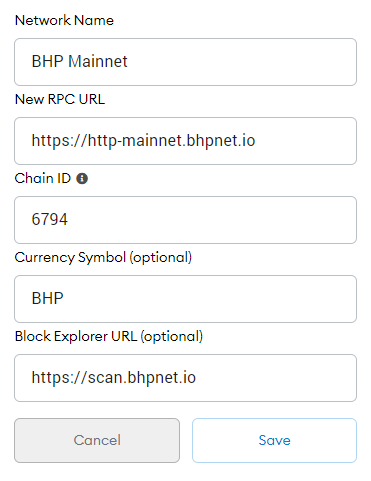 Network Name
BHP Mainnet
New RPC URL
https://http-mainnet.bhpnet.io
Chain ID
6794
Currency Symbol (optional)
BHP
Block Explorer URL (optional)
https://scan.bhpnet.io
Cancel
Save